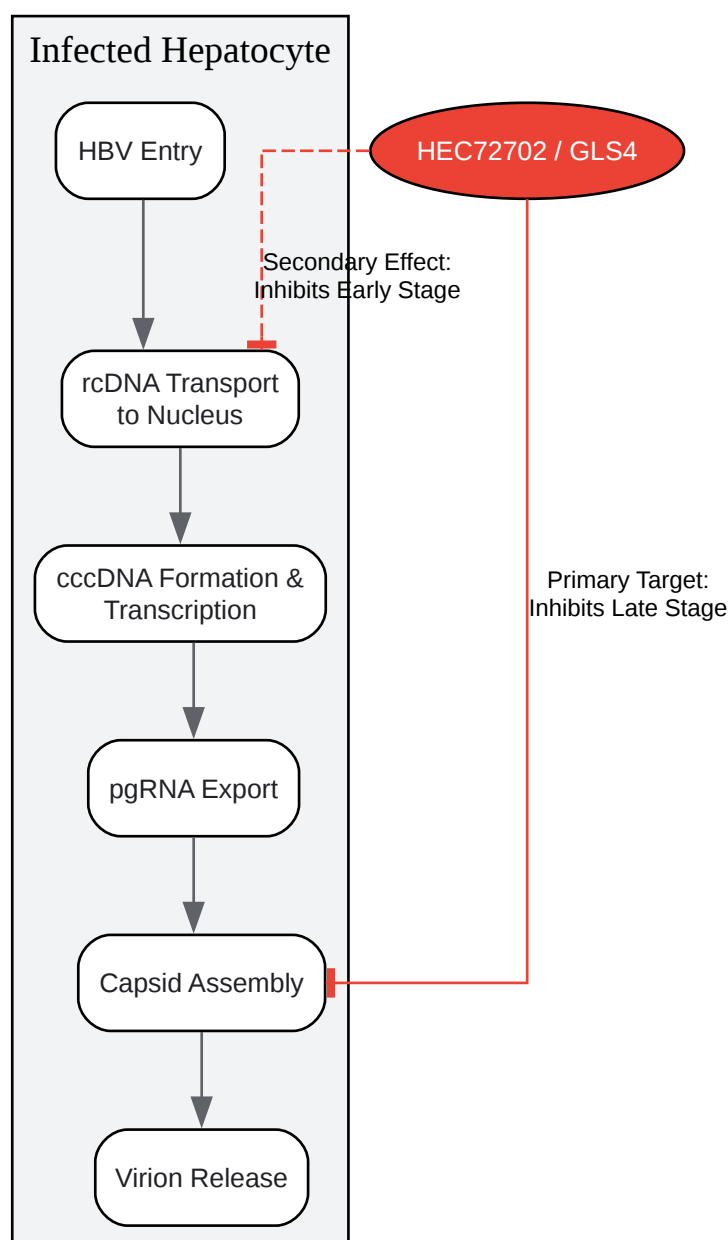 Infected Hepatocyte
HBV Entry
HEC72702 / GLS4
Secondary Effect:
Inhibits Early Stage
rcDNA Transport
to Nucleus
cccDNA Formation &
Transcription
Primary Target:
Inhibits Late Stage
pgRNA Export
Capsid Assembly
Virion Release